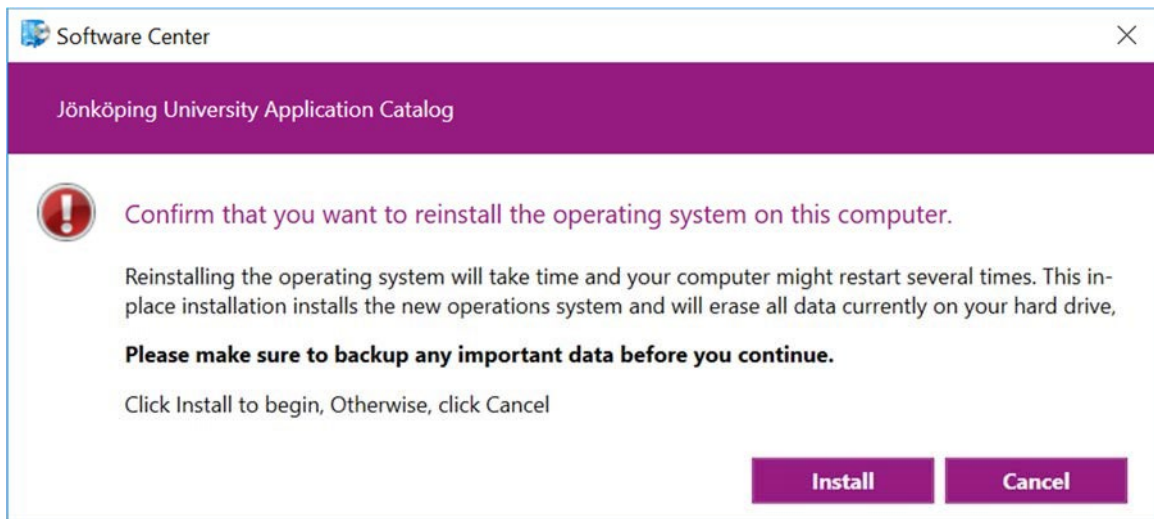 Software Center
Jönköping University Application Catalog
Confirm that you want to reinstall the operating system on this computer.
Reinstalling the operating system will take time and your computer might restart several times. This in-
place installation installs the new operations system and will erase all data currently on your hard drive,
Please make sure to backup any important data before you continue.
Click Install to begin, Otherwise, click Cancel
Install Cancel